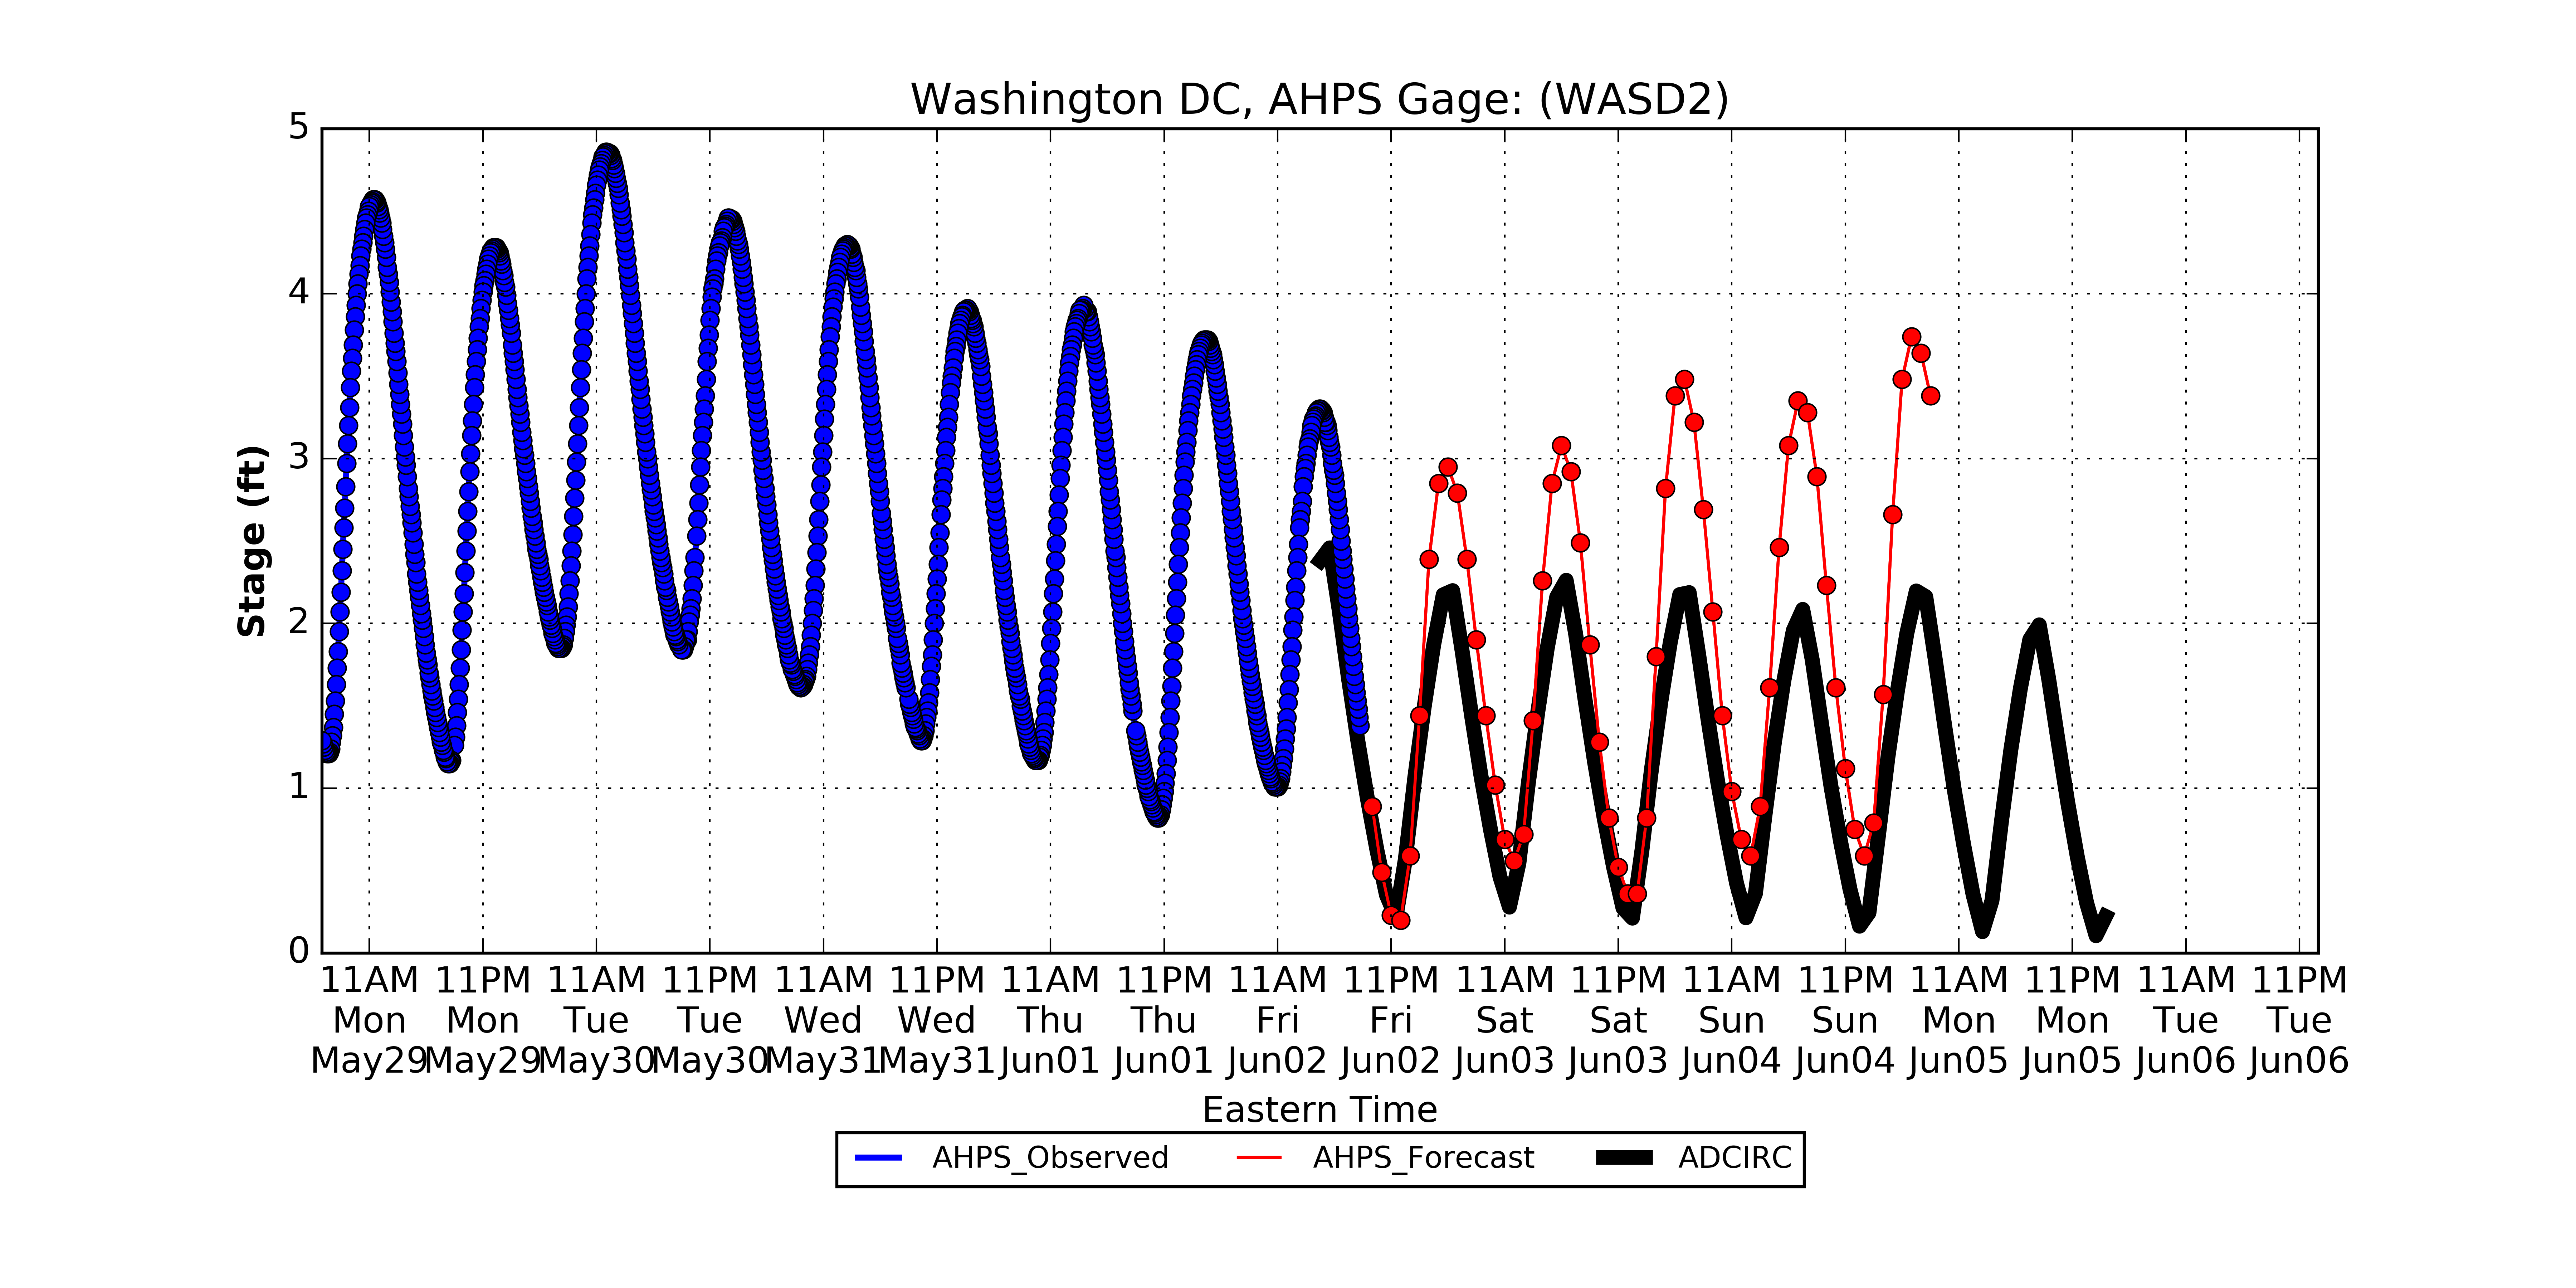 Washington DC, AHPS Gage: (WASD2)
5
4
3
2
1
0
Stage (ft)
11AM 11PM 11AM 11PM 11AM 11PM 11AM 11PM 11AM 11PM 11AM 11PM 11AM 11PM 11AM 11PM 11AM 11PM
Mon Mon Tue Tue Wed Wed Thu Thu Fri Fri Sat Sat Sun Sun Mon Mon Tue Tue
May29 May29 May30 May30 May31 May31 Jun01 Jun01 Jun02 Jun02 Jun03 Jun03 Jun04 Jun04 Jun05 Jun05 Jun06 Jun06
Eastern Time
AHPS_Observed AHPS_Forecast ADCIRC